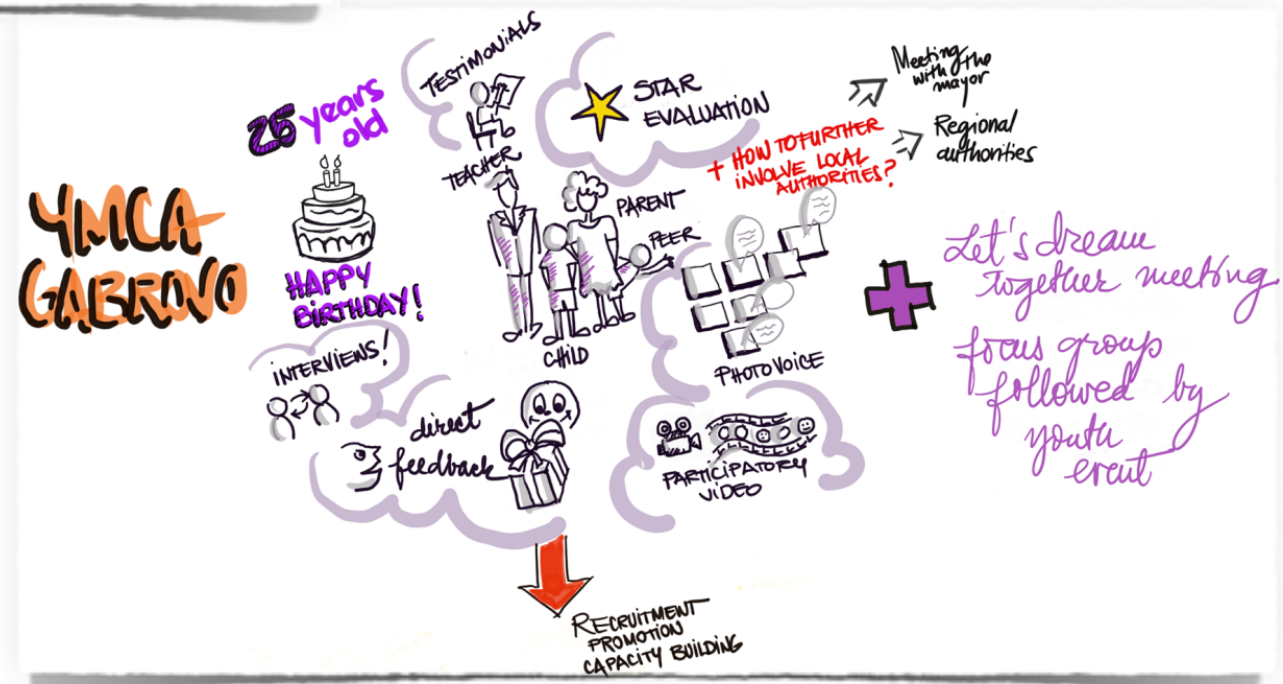 YMCA
GABROVO
25 years
old
HAPPY
BIRTHDAY!
TESTIMONIALS
STAR
EVALUATION
+ HOW TO FURTHER
INVOLVE LOCAL
AUTHORITIES?
Meeting
with the
mayor
Regional
authorities
TEACHER
PARENT
PEER
CHILD
INTERVIEWS!
direct
feedback
PHOTOVOICE
PARTICIPATORY
VIDEO
Let's dream
together meeting
focus group
followed by
youth
event
RECRUITMENT
PROMOTION
CAPACITY BUILDING